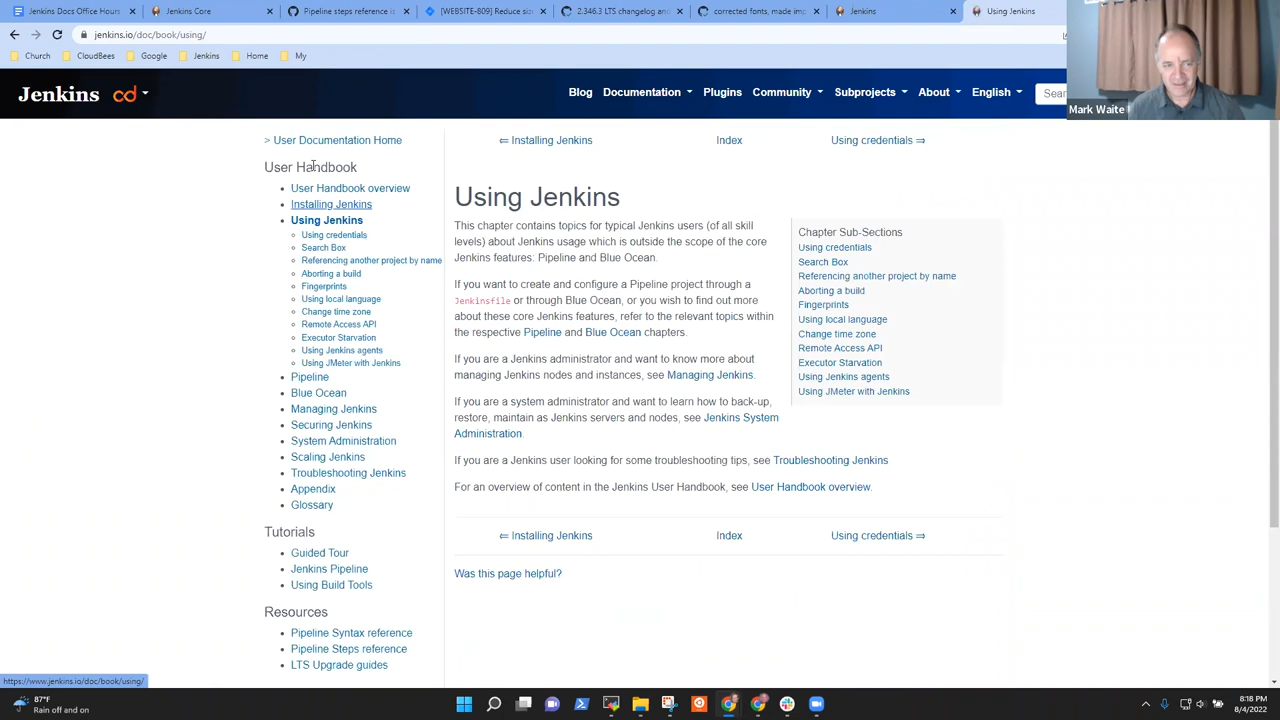 Jenkins Docs Office Hours
Jenkins Core
Pipeline steps reference is
[WEBSITE-809] Reduce siz
2.346.3 LTS changelog and
corrected fonts, made imp
Jenkins
Using Jenkins
jenkins.io/doc/book/using/
Church
CloudBees
Google
Jenkins
Home
My
Jenkins cd
Blog
Documentation
Plugins
Community
Subprojects
About
English
Sear
Mark Waite
> User Documentation Home
User Handbook
User Handbook overview
Installing Jenkins
Using Jenkins
Using credentials
Search Box
Referencing another project by name
Aborting a build
Fingerprints
Using local language
Change time zone
Remote Access API
Executor Starvation
Using Jenkins agents
Using JMeter with Jenkins
Pipeline
Blue Ocean
Managing Jenkins
Securing Jenkins
System Administration
Scaling Jenkins
Troubleshooting Jenkins
Appendix
Glossary
Tutorials
Guided Tour
Jenkins Pipeline
Using Build Tools
Resources
Pipeline Syntax reference
Pipeline Steps reference
LTS Upgrade guides
⇐ Installing Jenkins
Index
Using credentials ⇒
Using Jenkins
This chapter contains topics for typical Jenkins users (of all skill
levels) about Jenkins usage which is outside the scope of the core
Jenkins features: Pipeline and Blue Ocean.
If you want to create and configure a Pipeline project through a
Jenkinsfile or through Blue Ocean, or you wish to find out more
about these core Jenkins features, refer to the relevant topics within
the respective Pipeline and Blue Ocean chapters.
If you are a Jenkins administrator and want to know more about
managing Jenkins nodes and instances, see Managing Jenkins.
If you are a system administrator and want to learn how to back-up,
restore, maintain as Jenkins servers and nodes, see Jenkins System
Administration.
If you are a Jenkins user looking for some troubleshooting tips, see Troubleshooting Jenkins
For an overview of content in the Jenkins User Handbook, see User Handbook overview.
Chapter Sub-Sections
Using credentials
Search Box
Referencing another project by name
Aborting a build
Fingerprints
Using local language
Change time zone
Remote Access API
Executor Starvation
Using Jenkins agents
Using JMeter with Jenkins
⇐ Installing Jenkins
Index
Using credentials ⇒
Was this page helpful?
https://www.jenkins.io/doc/book/using/
87°F
Rain off and on
8:18 PM
8/4/2022